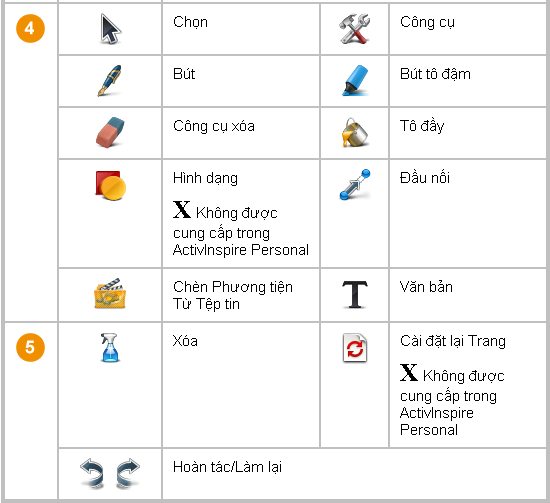 4
Chọn
Công cụ
Bút
Bút tô đậm
Công cụ xóa
Tô đầy
Hình dạng
X Không được
cung cấp trong
ActivInspire Personal
Đầu nối
Chèn Phương tiện
Từ Tệp tin
T
Văn bản
5
Xóa
Cài đặt lại Trang
X Không được
cung cấp trong
ActivInspire
Personal
Hoàn tác/Làm lại